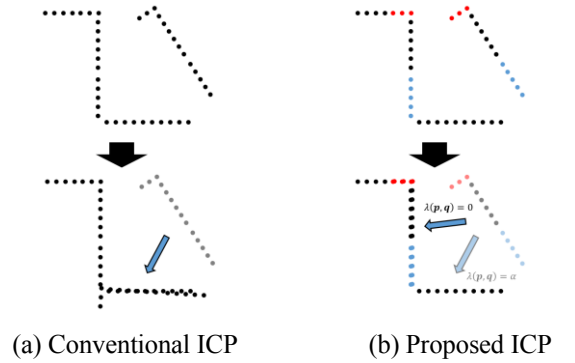 λ(p, q) = 0
λ(p, q) = α
(a) Conventional ICP
(b) Proposed ICP